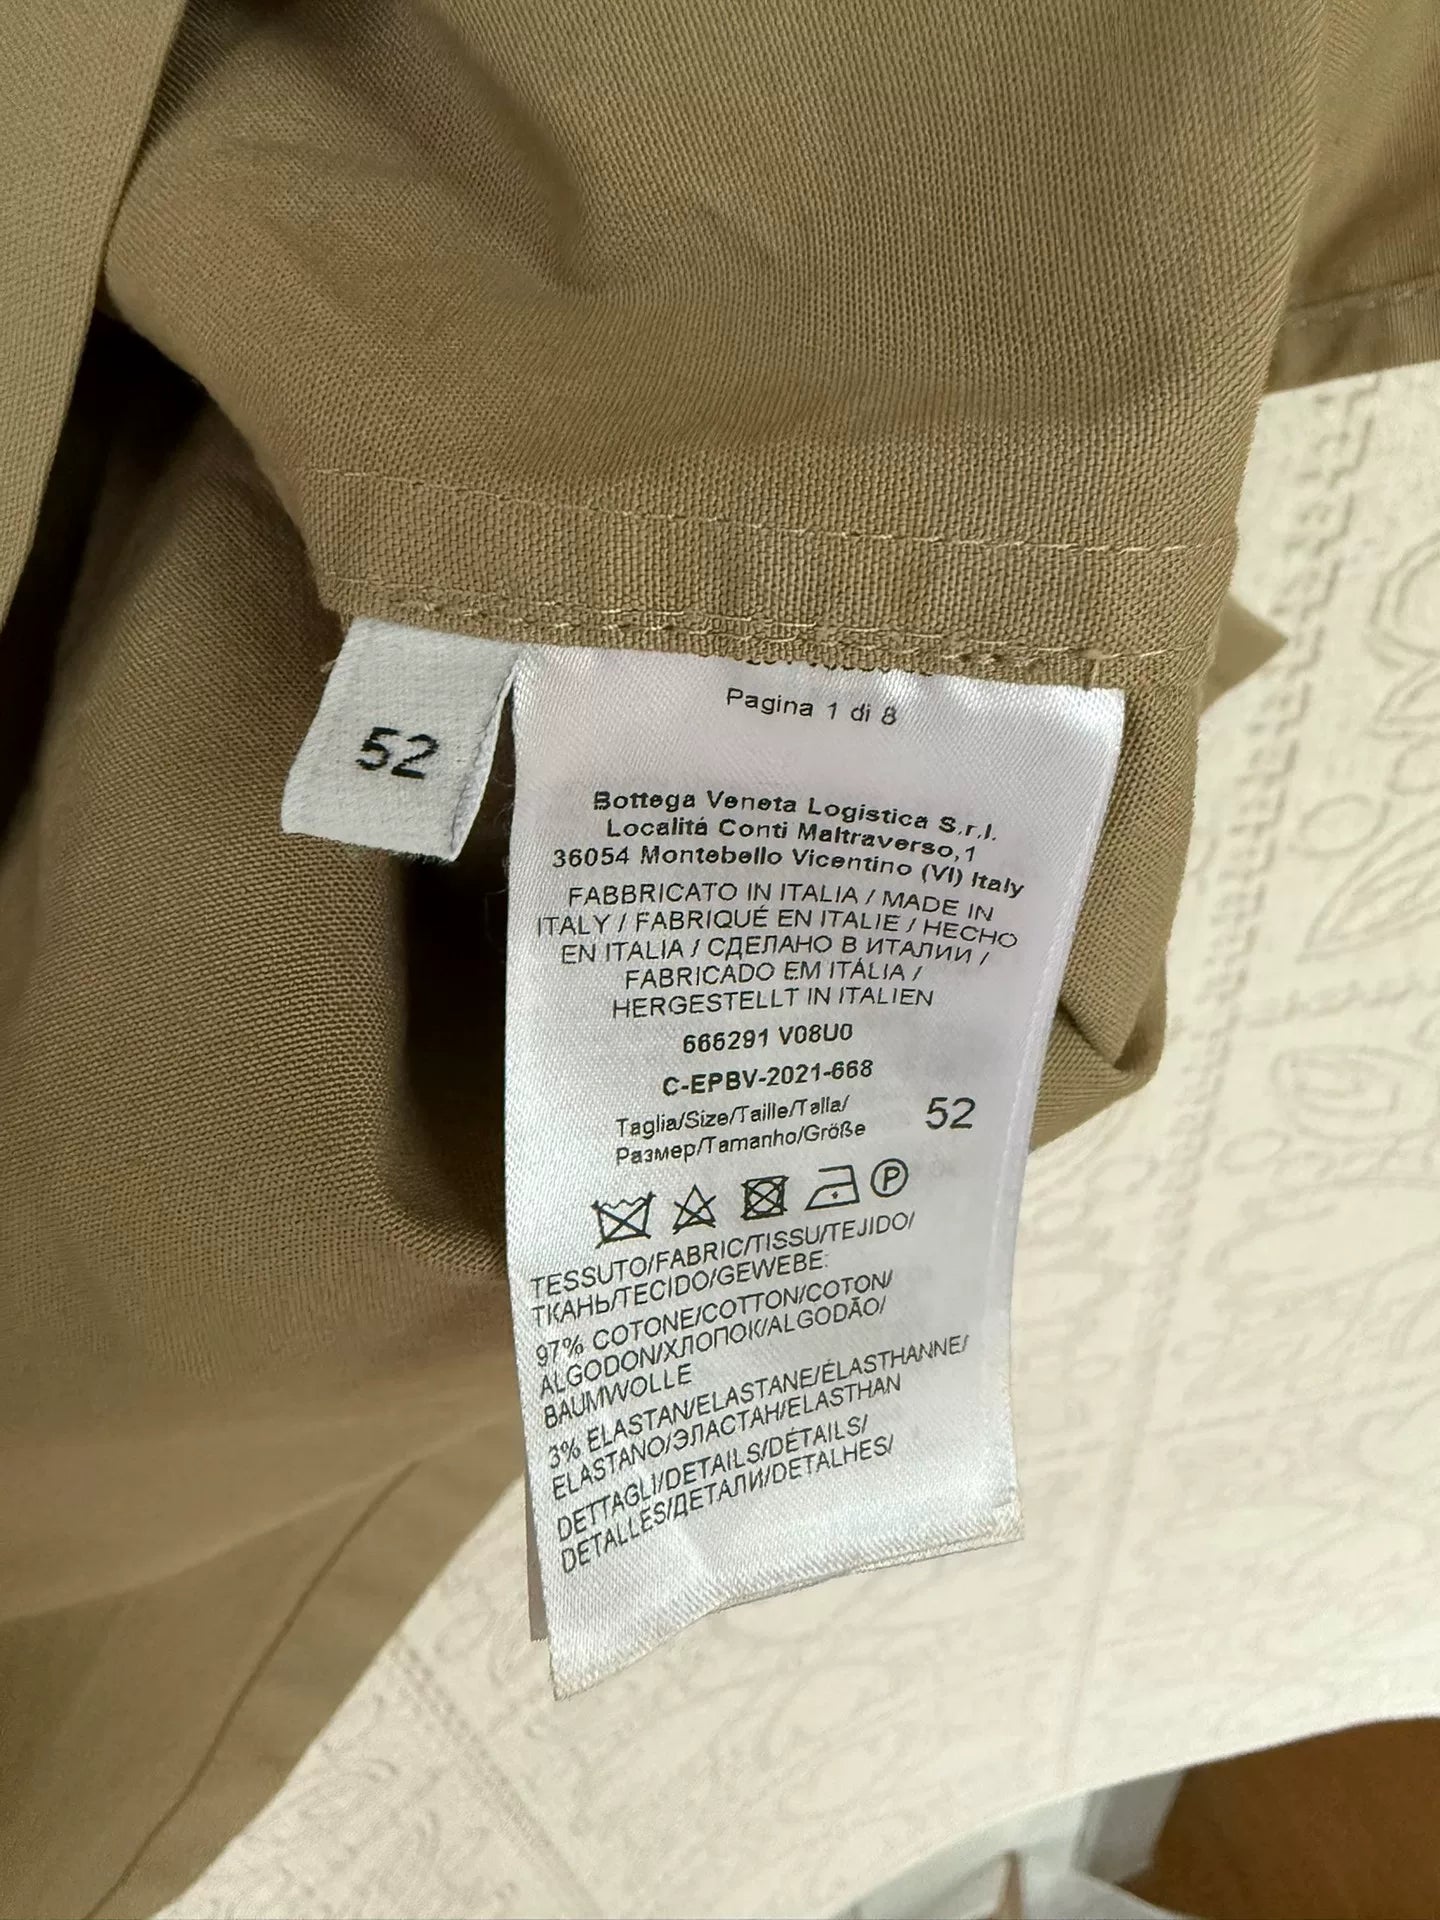 52
Pagina 1 di 8
Bottega Veneta Logistica S.r.l.
Localitá Conti Maltraverso,1
36054 Montebello Vicentino (VI) Italy
FABBRICATO IN ITALIA / MADE IN
ITALY / FABRIQUÉ EN ITALIE / HECHO
EN ITALIA / СДЕЛАНО В ИТАЛИИ /
FABRICADO EM ITÁLIA /
HERGESTELLT IN ITALIEN
666291 V08U0
C-EPBV-2021-668
Taglia/Size/Taille/Talla/
Размер/Tamanho/Größe 52
P
TESSUTO/FABRIC/TISSU/TEJIDO/
ТКАНЬ/TECIDO/GEWEBE:
97% COTONE/COTTON/COTON/
ALGODON/ХЛОПОК/ALGODÃO/
BAUMWOLLE
3% ELASTAN/ELASTANE/ÉLASTHANNE/
ELASTANO/ЭЛАСТАН/ELASTHAN
DETTAGLI/DETAILS/DÉTAILS/
DETALLES/ДЕТАЛИ/DETALHES/